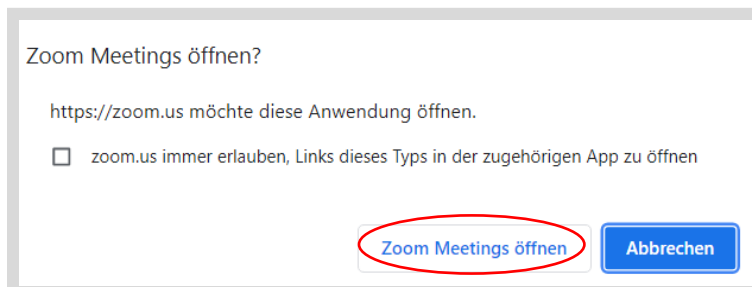 Zoom Meetings öffnen?
https://zoom.us möchte diese Anwendung öffnen.
zoom.us immer erlauben, Links dieses Typs in der zugehörigen App zu öffnen
Zoom Meetings öffnen Abbrechen